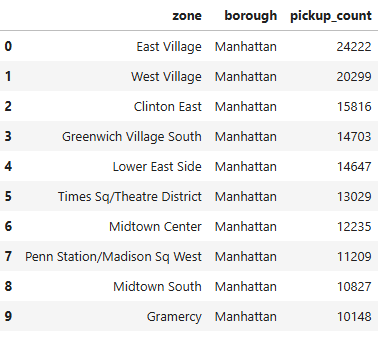 zone borough pickup_count
0 East Village Manhattan 24222
1 West Village Manhattan 20299
2 Clinton East Manhattan 15816
3 Greenwich Village South Manhattan 14703
4 Lower East Side Manhattan 14647
5 Times Sq/Theatre District Manhattan 13029
6 Midtown Center Manhattan 12235
7 Penn Station/Madison Sq West Manhattan 11209
8 Midtown South Manhattan 10827
9 Gramercy Manhattan 10148